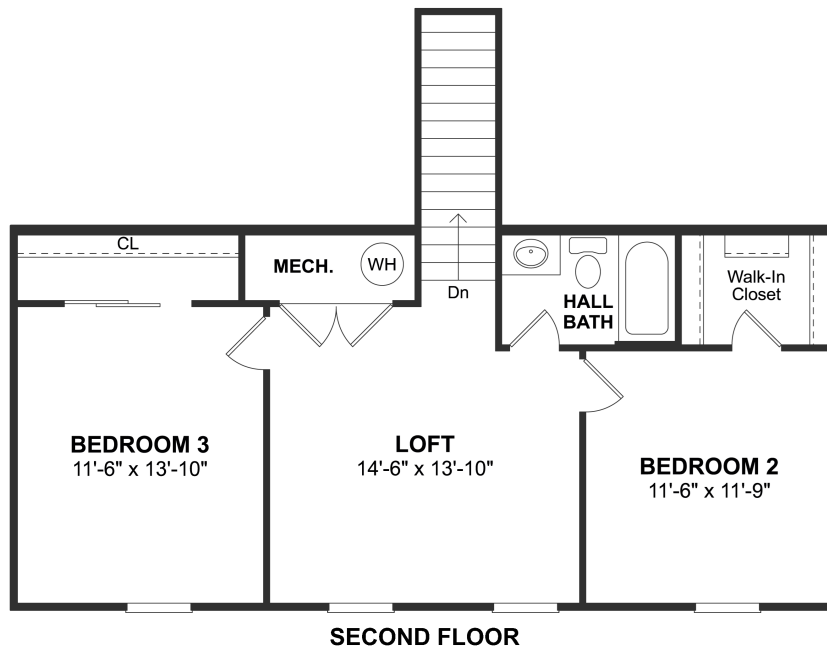 CL
MECH.
WH
Dn
HALL
BATH
Walk-In
Closet
BEDROOM 3
11'-6" x 13'-10"
LOFT
14'-6" x 13'-10"
BEDROOM 2
11'-6" x 11'-9"
SECOND FLOOR